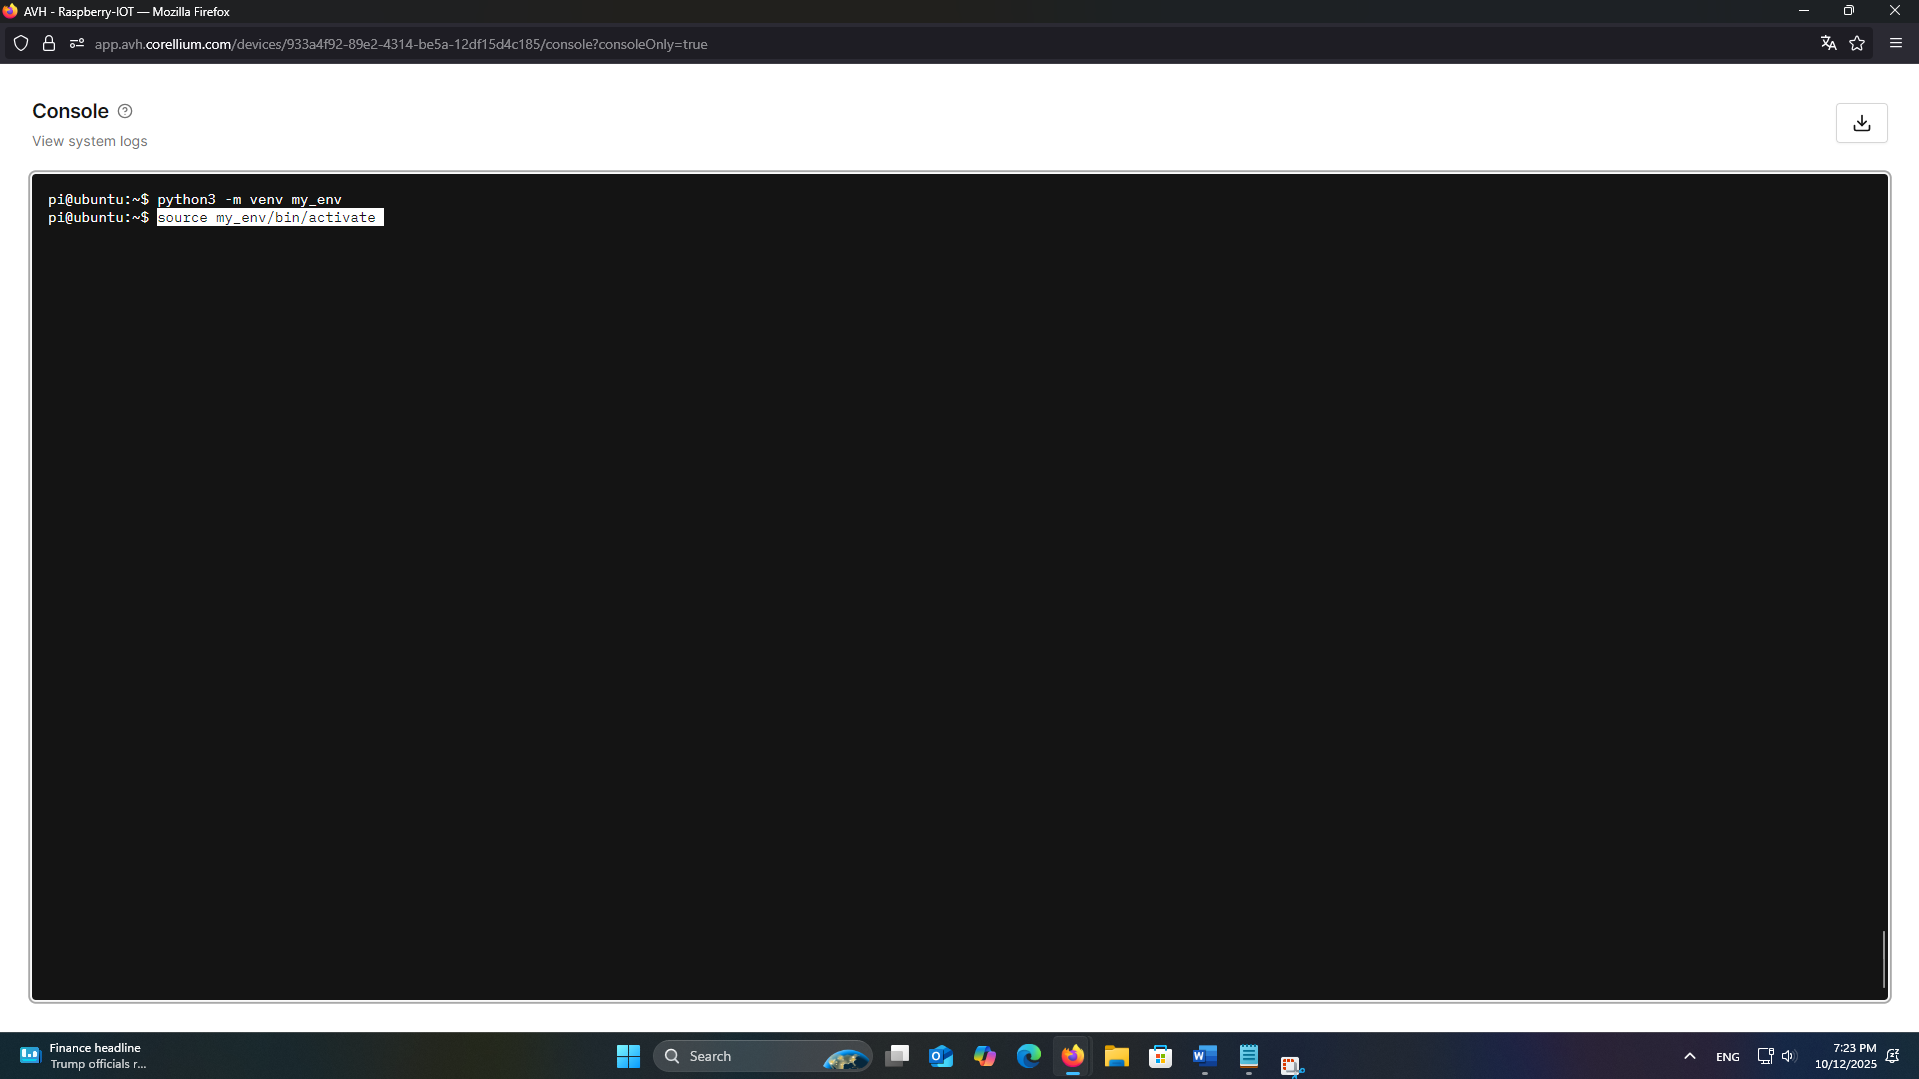 AVH - Raspberry-IOT — Mozilla Firefox
app.avh.corellium.com/devices/933a4f92-89e2-4314-be5a-12df15d4c185/console?consoleOnly=true
Console
View system logs
pi@ubuntu:~$ python3 -m venv my_env
pi@ubuntu:~$ source my_env/bin/activate
Finance headline
Trump officials r...
Search
ENG
7:23 PM
10/12/2025